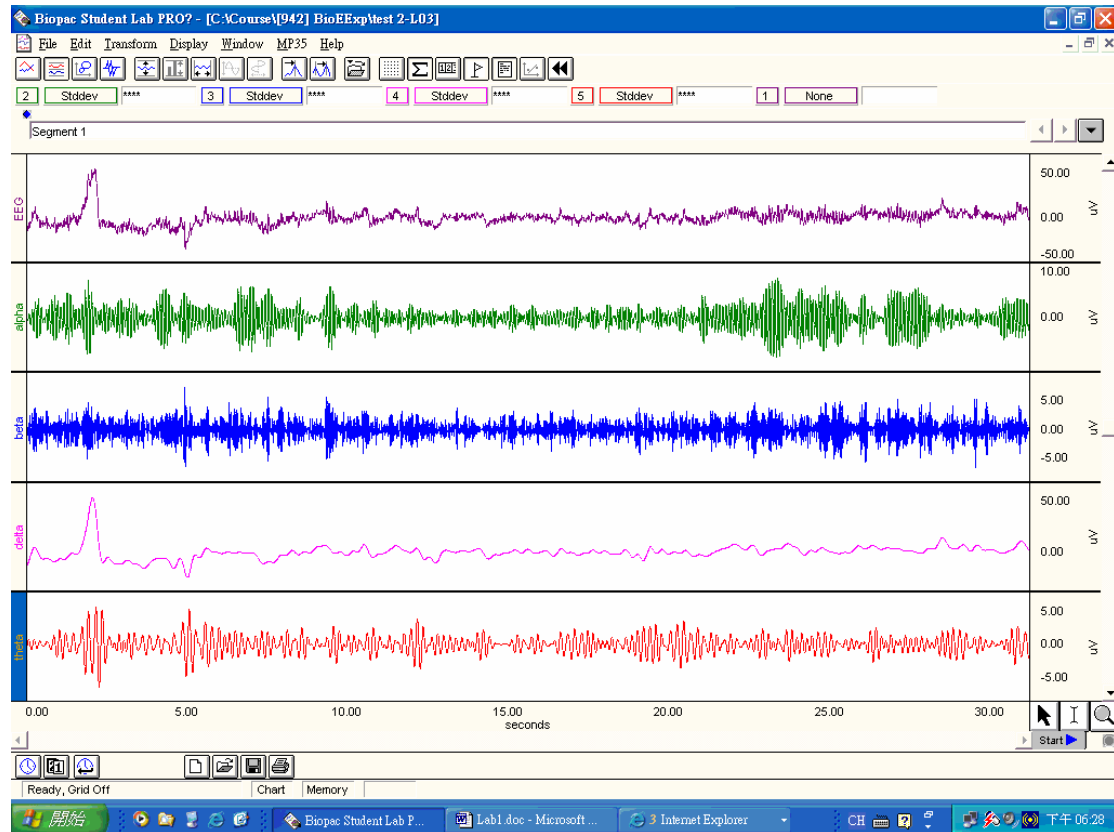 Biopac Student Lab PRO? - [C:\Course\[942] BioEExp\test 2-L03]
File Edit Transform Display Window MP35 Help
2 Stddev **** 3 Stddev **** 4 Stddev **** 5 Stddev **** 1 None
Segment 1
EEG
50.00
0.00
-50.00
uV
alpha
10.00
0.00
uV
beta
5.00
0.00
-5.00
uV
delta
50.00
0.00
uV
theta
5.00
0.00
-5.00
uV
0.00 5.00 10.00 15.00 20.00 25.00 30.00
seconds
Start
Ready, Grid Off Chart Memory
開始 Biopac Student Lab P... Lab1.doc - Microsoft ... 3 Internet Explorer CH 下午 06:28